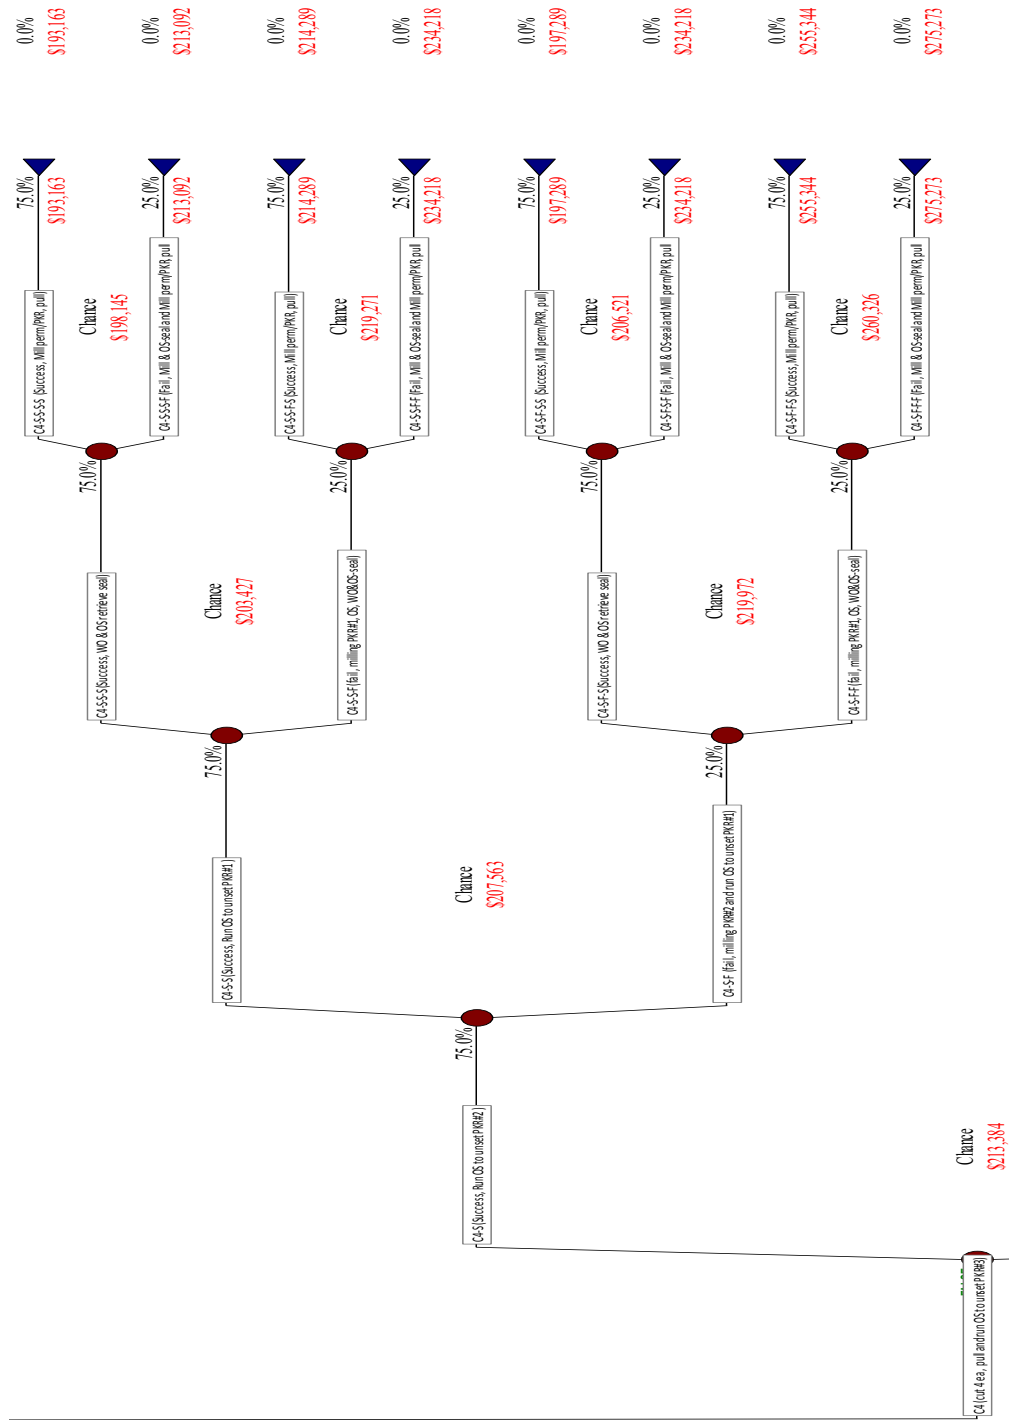 75.0% 0.0%
C4-S-S-S-S (Success, Mill perm/PKR, pull)
$193,163 $193,163
75.0% Chance
C4-S-S-S (Success, WO & OS retrieve seal)
$198,145
25.0% 0.0%
C4-S-S-S-F (Fail, Mill & OS-seal and Mill perm/PKR, pull
$213,092 $213,092
75.0% Chance
C4-S-S (Success, Run OS to unset PKR#1)
$203,427
75.0% 0.0%
C4-S-S-F-S (Success, Mill perm/PKR, pull)
$214,289 $214,289
25.0% Chance
C4-S-S-F (fail, milling PKR#1, OS, WO&OS-seal)
$219,271
25.0% 0.0%
C4-S-S-F-F (Fail, Mill & OS-seal and Mill perm/PKR, pull
$234,218 $234,218
75.0% Chance
C4-S (Success, Run OS to unset PKR#2)
$207,563
75.0% 0.0%
C4-S-F-S-S (Success, Mill perm/PKR, pull)
$197,289 $197,289
75.0% Chance
C4-S-F-S (Success, WO & OS retrieve seal)
$206,521
25.0% 0.0%
C4-S-F-S-F (Fail, Mill & OS-seal and Mill perm/PKR, pull
$234,218 $234,218
25.0% Chance
C4-S-F (fail, milling PKR#2 and run OS to unset PKR#1)
$219,972
75.0% 0.0%
C4-S-F-F-S (Success, Mill perm/PKR, pull)
$255,344 $255,344
25.0% Chance
C4-S-F-F (fail, milling PKR#1, OS, WO&OS-seal)
$260,326
25.0% 0.0%
C4-S-F-F-F (Fail, Mill & OS-seal and Mill perm/PKR, pull
$275,273 $275,273
Chance
C4 (cut 4 ea, pull and run OS to unset PKR#3)
$213,384